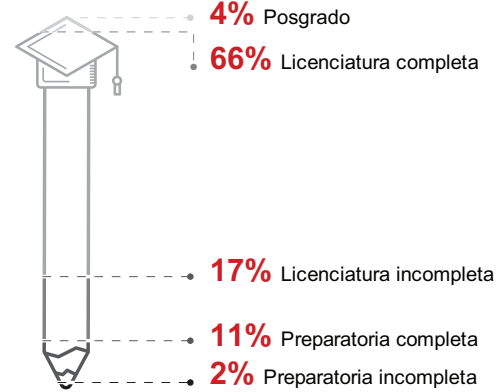 4% Posgrado
66% Licenciatura completa
17% Licenciatura incompleta
11% Preparatoria completa
2% Preparatoria incompleta